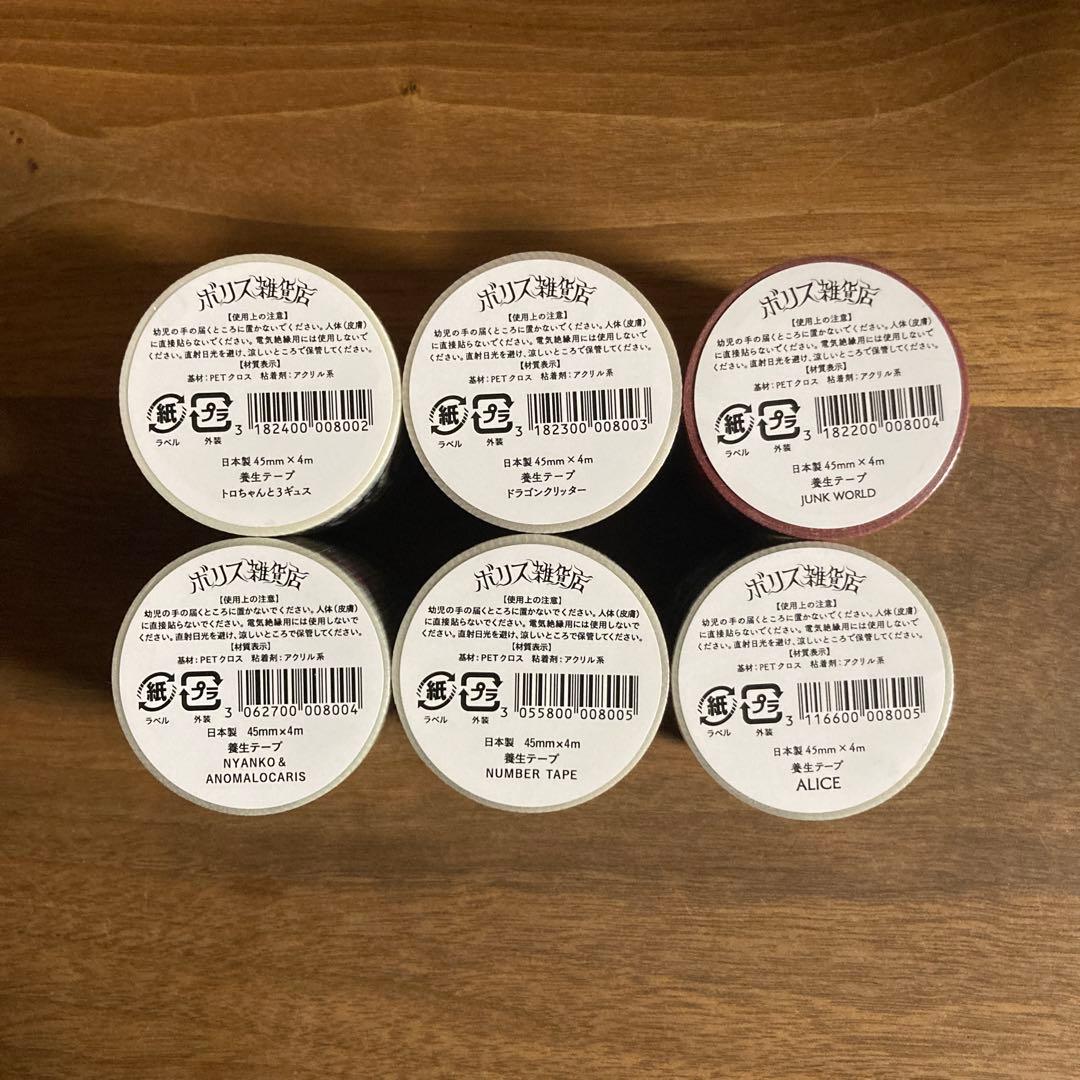 ボリス雑貨店
【使用上の注意】
幼児の手の届くところに置かないでください。人体(皮膚)
に直接貼らないでください。電気絶縁用には使用しないで
ください。直射日光を避け、涼しいところで保管してください。
【材質表示】
基材:PETクロス 粘着剤:アクリル系
紙
ラベル
プラ
外装
3 182400 008002
日本製 45mm×4m
養生テープ
トロちゃんと3ギュス
ボリス雑貨店
【使用上の注意】
幼児の手の届くところに置かないでください。人体(皮膚)
に直接貼らないでください。電気絶縁用には使用しないで
ください。直射日光を避け、涼しいところで保管してください。
【材質表示】
基材:PETクロス 粘着剤:アクリル系
紙
ラベル
プラ
外装
3 182300 008003
日本製 45mm×4m
養生テープ
ドラゴンクリッター
ボリス雑貨店
【使用上の注意】
幼児の手の届くところに置かないでください。人体(皮膚)
に直接貼らないでください。電気絶縁用には使用しないで
ください。直射日光を避け、涼しいところで保管してください。
【材質表示】
基材:PETクロス 粘着剤:アクリル系
紙
ラベル
プラ
外装
3 182200 008004
日本製 45mm×4m
養生テープ
JUNK WORLD
ボリス雑貨店
【使用上の注意】
幼児の手の届くところに置かないでください。人体(皮膚)
に直接貼らないでください。電気絶縁用には使用しないで
ください。直射日光を避け、涼しいところで保管してください。
【材質表示】
基材:PETクロス 粘着剤:アクリル系
紙
ラベル
プラ
外装
3 062700 008004
日本製 45mm×4m
養生テープ
NYANKO &
ANOMALOCARIS
ボリス雑貨店
【使用上の注意】
幼児の手の届くところに置かないでください。人体(皮膚)
に直接貼らないでください。電気絶縁用には使用しないで
ください。直射日光を避け、涼しいところで保管してください。
【材質表示】
基材:PETクロス 粘着剤:アクリル系
紙
ラベル
プラ
外装
3 055800 008005
日本製 45mm×4m
養生テープ
NUMBER TAPE
ボリス雑貨店
【使用上の注意】
幼児の手の届くところに置かないでください。人体(皮膚)
に直接貼らないでください。電気絶縁用には使用しないで
ください。直射日光を避け、涼しいところで保管してください。
【材質表示】
基材:PETクロス 粘着剤:アクリル系
紙
ラベル
プラ
外装
3 116600 008005
日本製 45mm×4m
養生テープ
ALICE